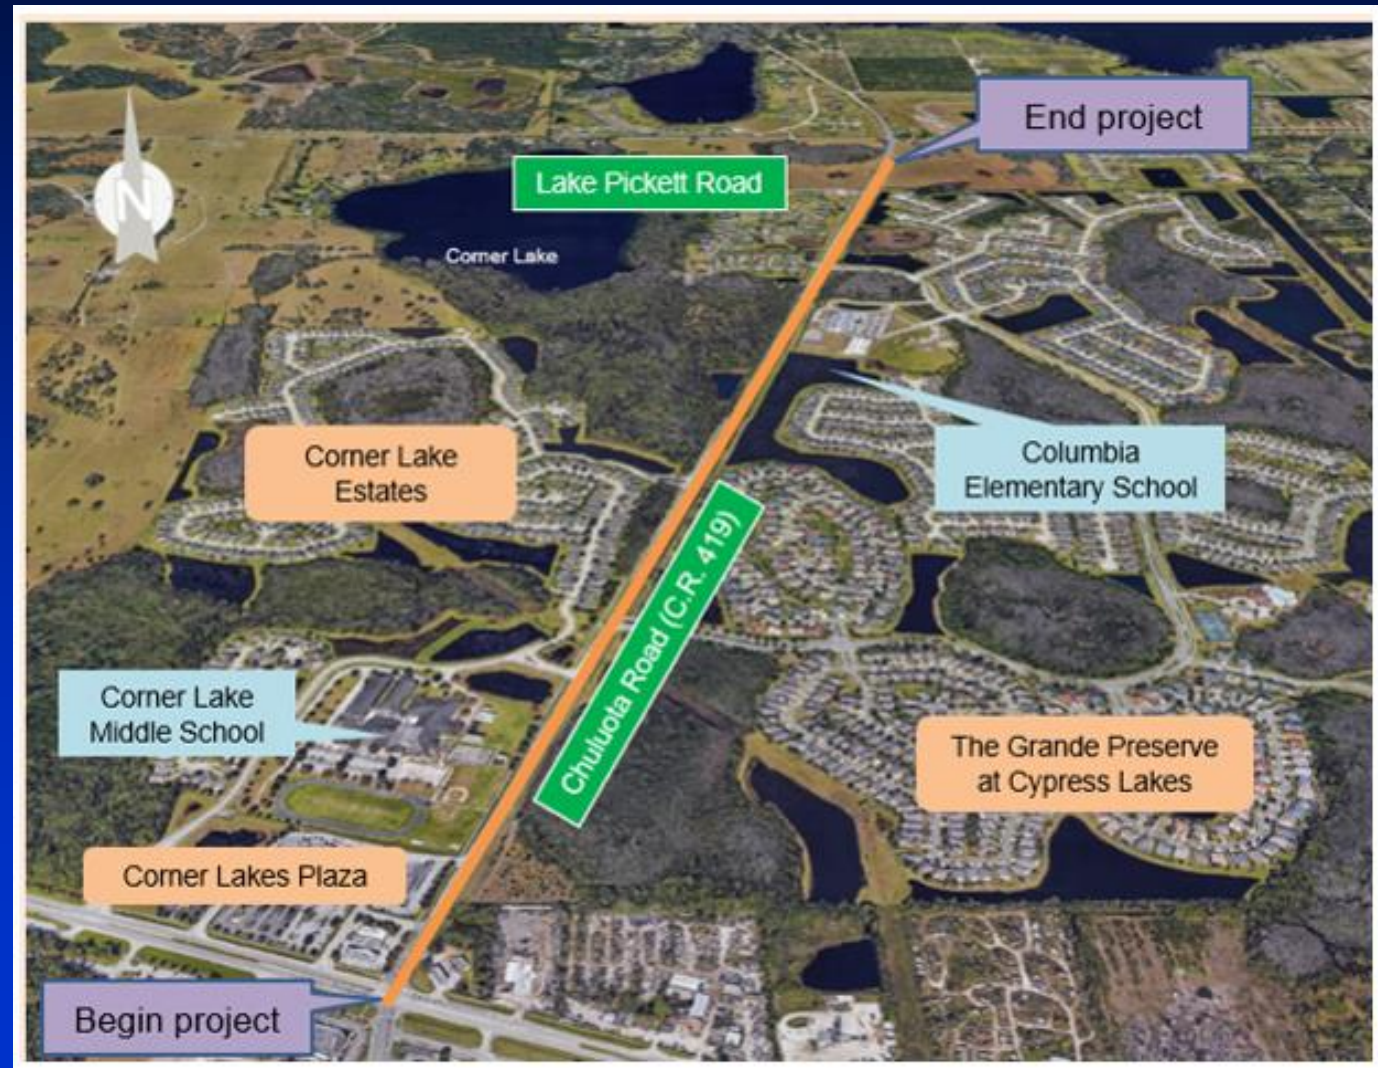 End project
Lake Pickett Road
N
Corner Lake
Corner Lake
Estates
Columbia
Elementary School
Chuluota Road (C.R. 419)
Corner Lake
Middle School
The Grande Preserve
at Cypress Lakes
Corner Lakes Plaza
Begin project